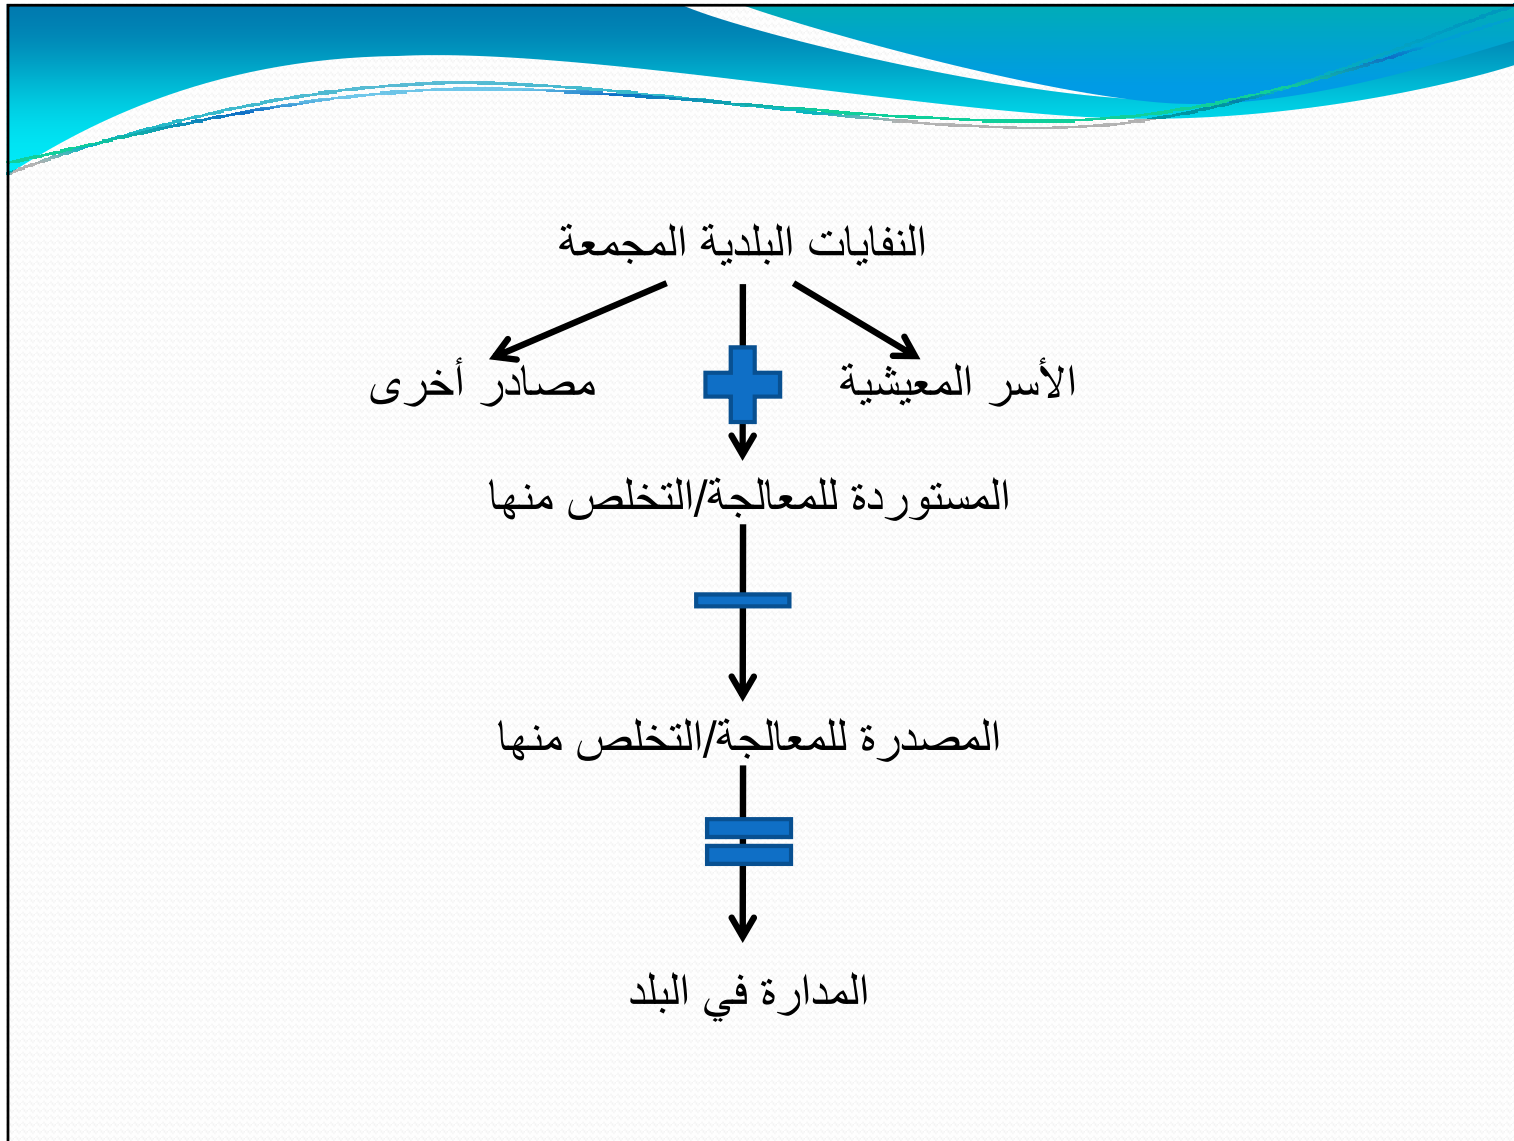 النفايات البلدية المجمعة
الأسر المعيشية
مصادر أخرى
المستوردة للمعالجة/التخلص منها
المصدرة للمعالجة/التخلص منها
المدارة في البلد